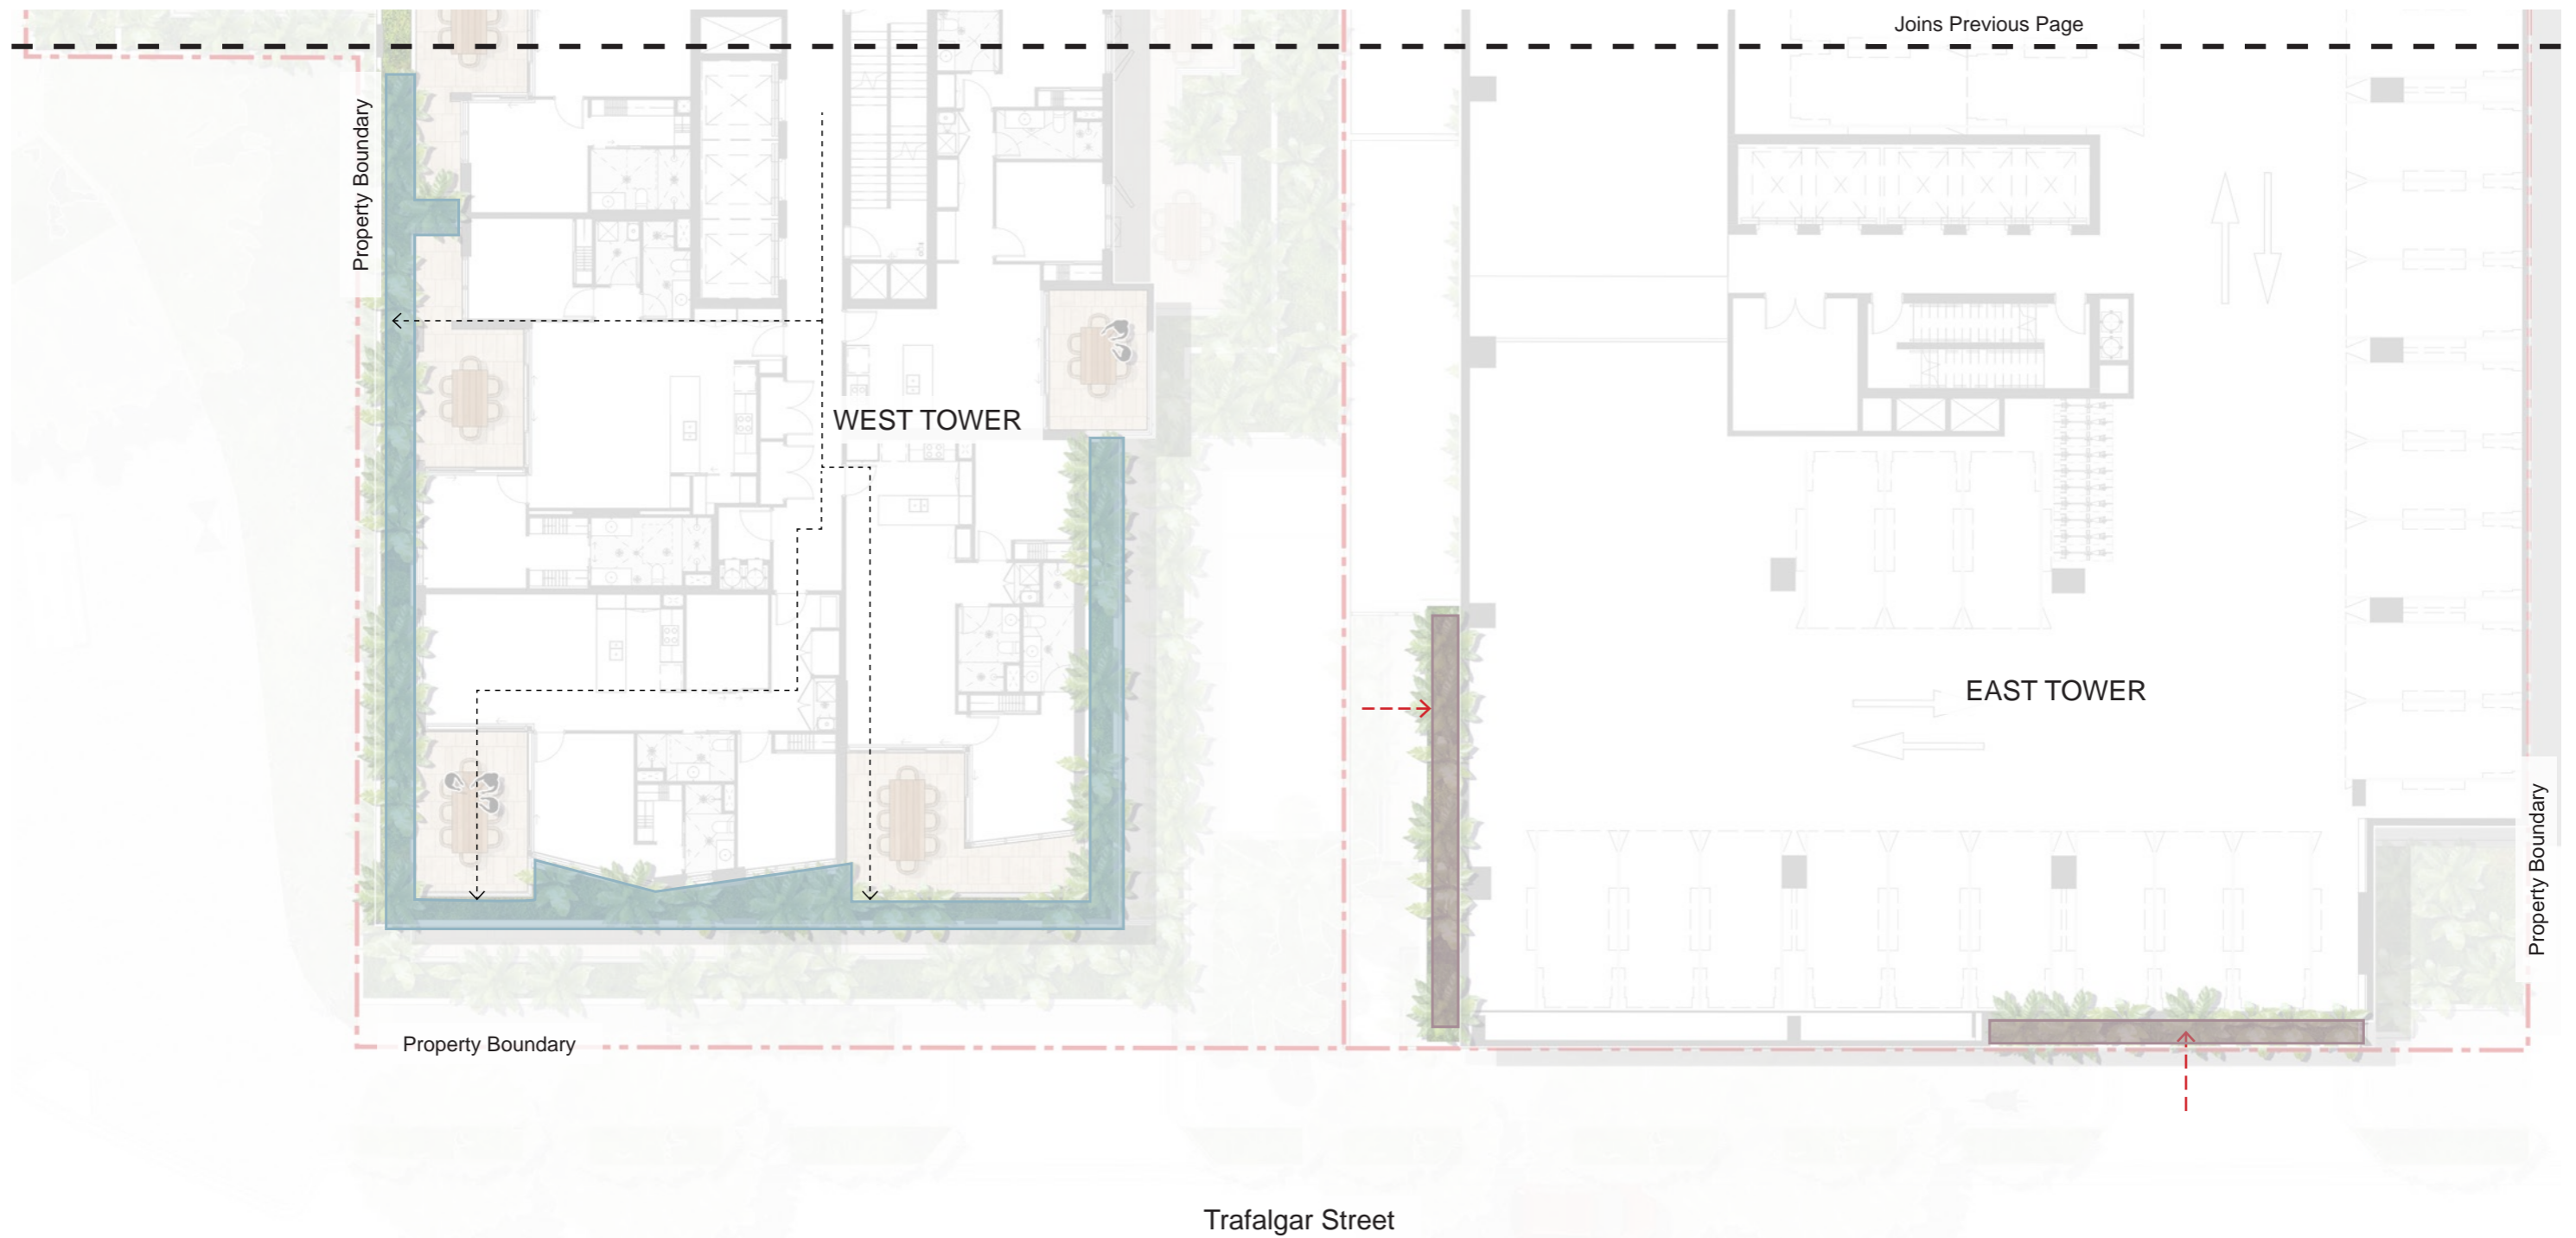 Joins Previous Page
Property Boundary
WEST TOWER
EAST TOWER
Property Boundary
Property Boundary
Trafalgar Street